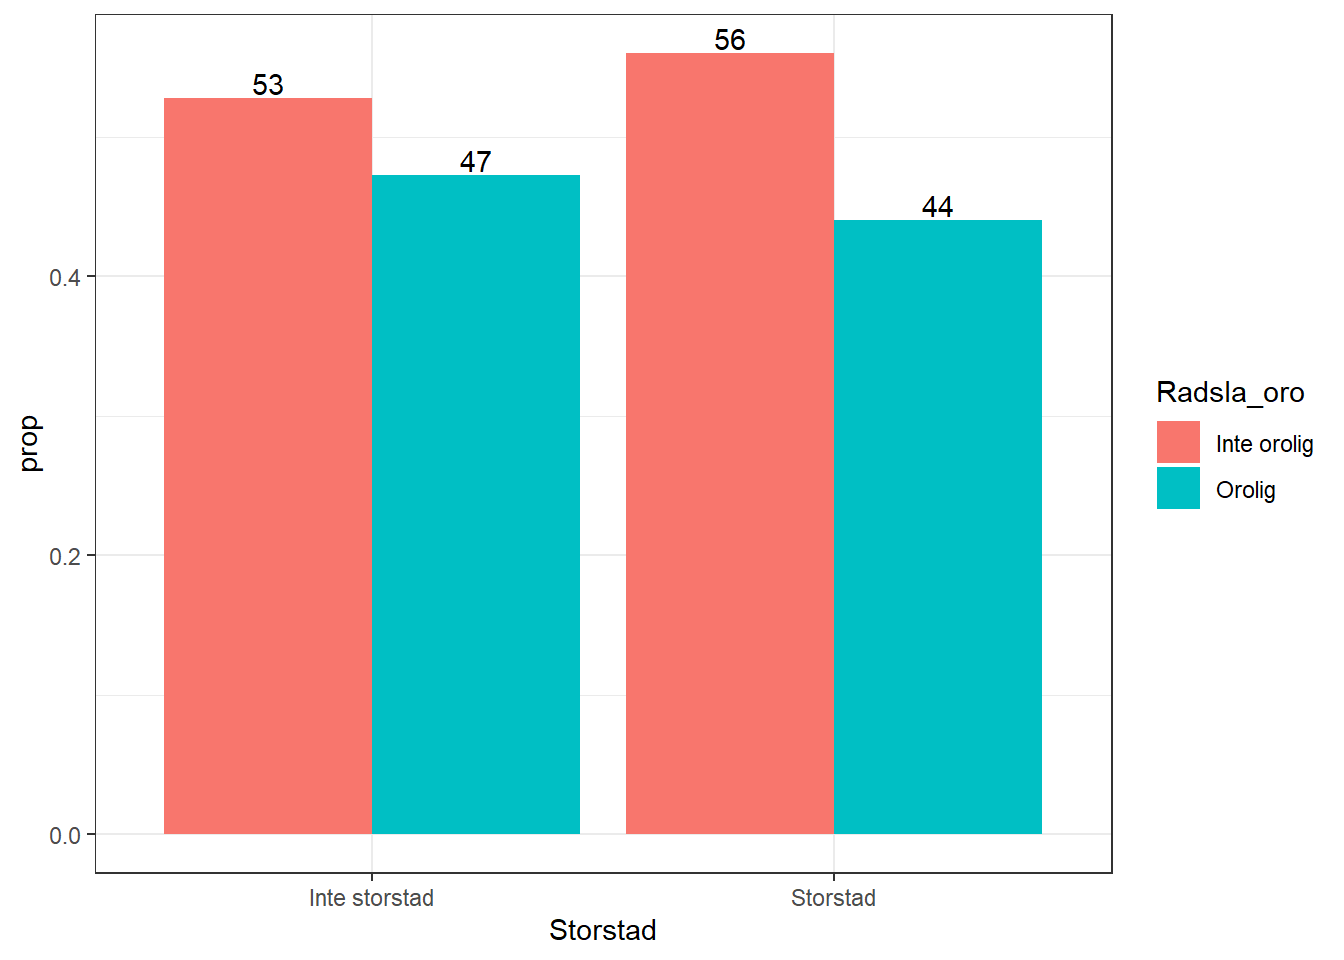 53
56
47
44
0.4
0.2
0.0
prop
Inte storstad
Storstad
Storstad
Radsla_oro
Inte orolig
Orolig